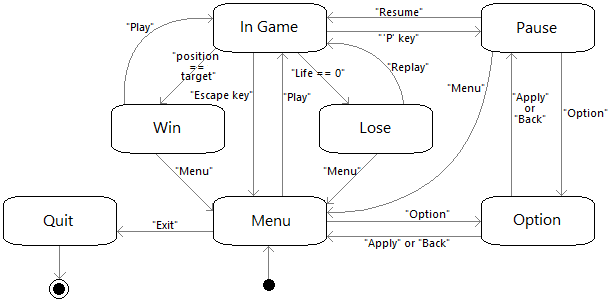 "Resume"
"Play"
In Game
Pause
"'P' key"
"position
==
target"
"Life == 0"
"Replay"
"Menu"
"Escape key"
"Play"
"Apply"
or
"Back"
"Option"
Win
Lose
"Menu"
"Menu"
Quit
"Exit"
Menu
"Option"
"Apply" or "Back"
Option